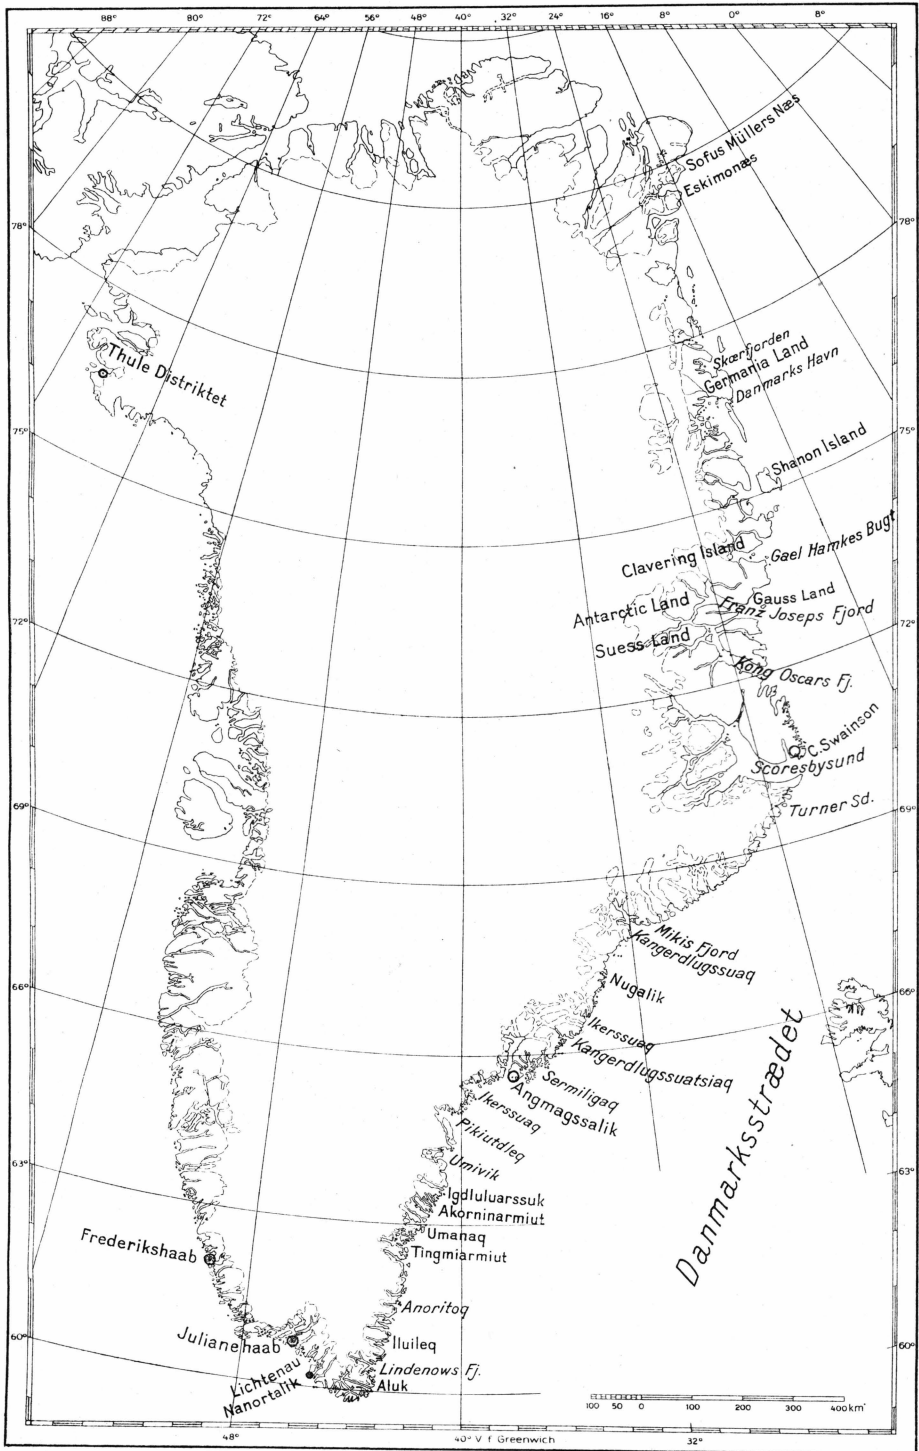 88° 80° 72° 64° 56° 48° 40° 32° 24° 16° 8° 0° 8°
Sofus Müllers Næs
Eskimonæs
78° 78°
Skærfjorden
Germania Land
Danmarks Havn
Thule Distriktet
75° 75°
Shanon Island
Gael Hamkes Bugt
Clavering Island
Gauss Land
Antarctic Land
Franz Josephs Fjord
72° 72°
Suess Land
Kong Oscars Fj.
C. Swainson
Scoresbysund
69° 69°
Turner Sd.
Mikis Fjord
Kangerdlugssuaq
66° 66°
Nugalik
Ikerssuaq
Kangerdlugssuatsiaq
Sermiligaq
Angmagssalik
Ikerssuaq
Pikiutdleq
Danmarksstrædet
63° 63°
Umivik
Igdluluarssuk
Akorninarmiut
Umanaq
Tingmiarmiut
Frederikshaab
Anoritoq
60° 60°
Julianehaab
Iluileq
Lichtenau
Nanortalik
Lindenows Fj.
Aluk
100 50 0 100 200 300 400 km
48° 40° V f Greenwich 32°